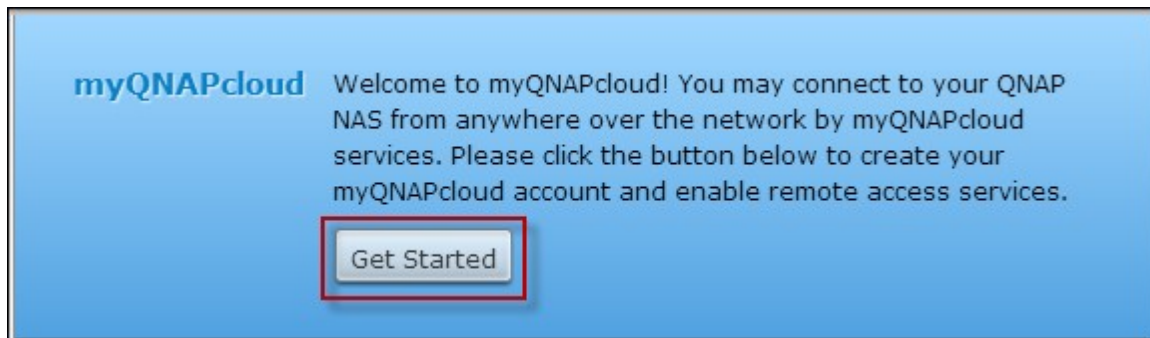 myQNAPcloud
Welcome to myQNAPcloud! You may connect to your QNAP
NAS from anywhere over the network by myQNAPcloud
services. Please click the button below to create your
myQNAPcloud account and enable remote access services.
Get Started